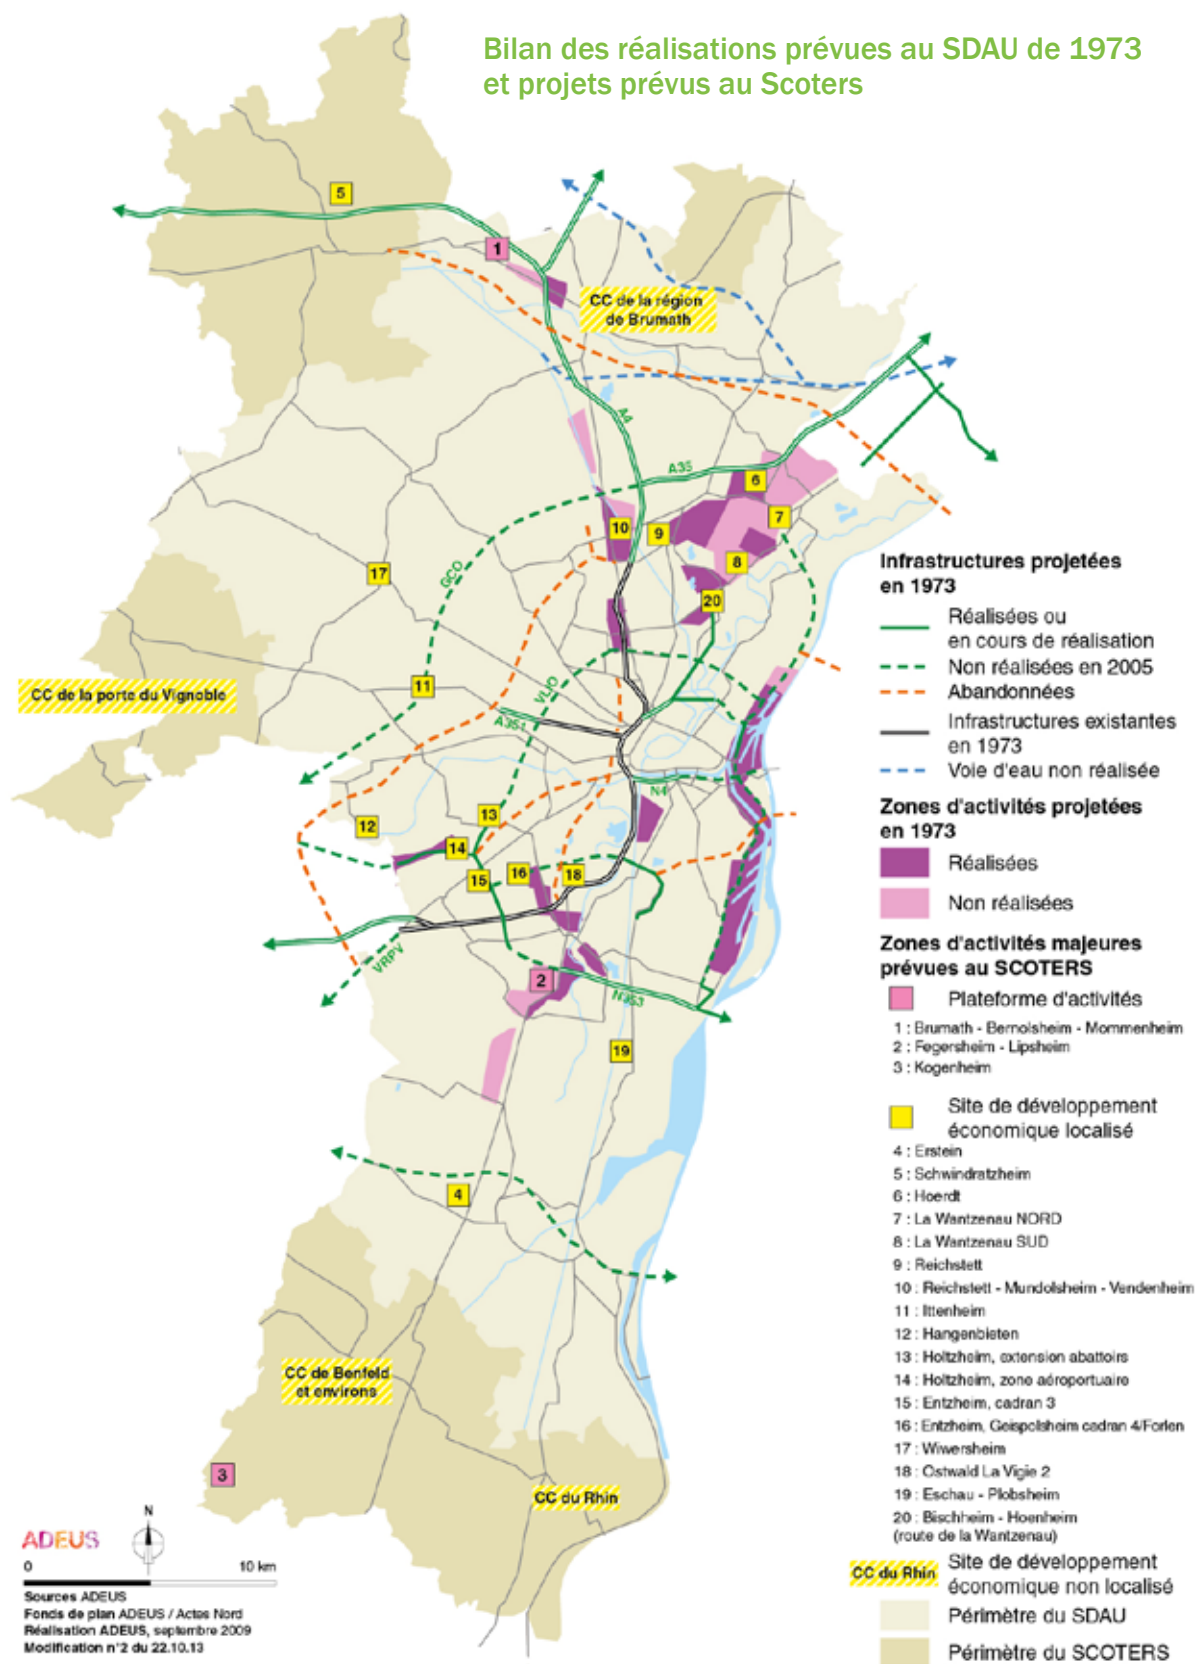 Bilan des réalisations prévues au SDAU de 1973
et projets prévus au Scoters
5
1
CC de la région
de Brumath
A4
A35
6
7
10
9
8
17
GCO
20
CC de la porte du Vignoble
11
VLIO
A351
N4
13
12
14
15
16
18
VRPV
2
N353
19
4
CC de Benfeld
et environs
3
CC du Rhin
Infrastructures projetées
en 1973
Réalisées ou
en cours de réalisation
Non réalisées en 2005
Abandonnées
Infrastructures existantes
en 1973
Voie d'eau non réalisée
Zones d'activités projetées
en 1973
Réalisées
Non réalisées
Zones d'activités majeures
prévues au SCOTERS
Plateforme d'activités
1 : Brumath - Bernolsheim - Mommenheim
2 : Fegersheim - Lipsheim
3 : Kogenheim
Site de développement
économique localisé
4 : Erstein
5 : Schwindratzheim
6 : Hoerdt
7 : La Wantzenau NORD
8 : La Wantzenau SUD
9 : Reichstett
10 : Reichstett - Mundolsheim - Vendenheim
11 : Ittenheim
12 : Hangenbieten
13 : Holtzheim, extension abattoirs
14 : Holtzheim, zone aéroportuaire
15 : Entzheim, cadran 3
16 : Entzheim, Geispolsheim cadran 4/Forlen
17 : Wiwersheim
18 : Ostwald La Vigie 2
19 : Eschau - Plobsheim
20 : Bischheim - Hoenheim
(route de la Wantzenau)
CC du Rhin
Site de développement
économique non localisé
Périmètre du SDAU
Périmètre du SCOTERS
N
ADEUS
0 10 km
Sources ADEUS
Fonds de plan ADEUS / Actes Nord
Réalisation ADEUS, septembre 2009
Modification n°2 du 22.10.13